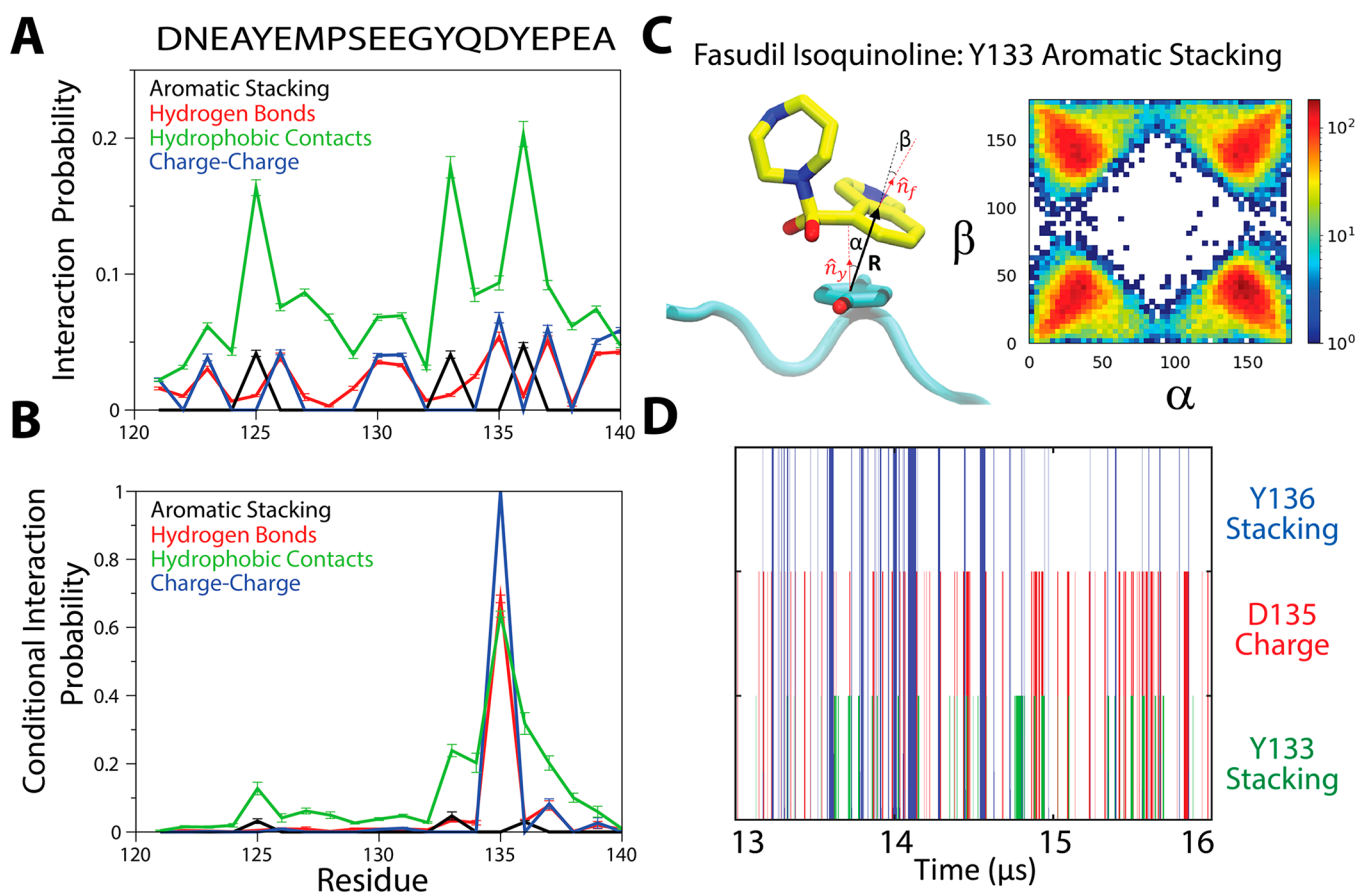 A
DNEAYEMPSEEGYQDYEPEA
Interaction Probability
Aromatic Stacking
Hydrogen Bonds
Hydrophobic Contacts
Charge-Charge
0.2
0.1
0
120
125
130
135
140
B
Conditional Interaction
Probability
Aromatic Stacking
Hydrogen Bonds
Hydrophobic Contacts
Charge-Charge
1
0.8
0.6
0.4
0.2
0
120
125
130
135
140
Residue
C
Fasudil Isoquinoline: Y133 Aromatic Stacking
β
n̂f
α
n̂y
R
β
150
100
50
0
0
50
100
150
α
10²
10¹
10⁰
D
Y136
Stacking
D135
Charge
Y133
Stacking
13
14
15
16
Time (μs)